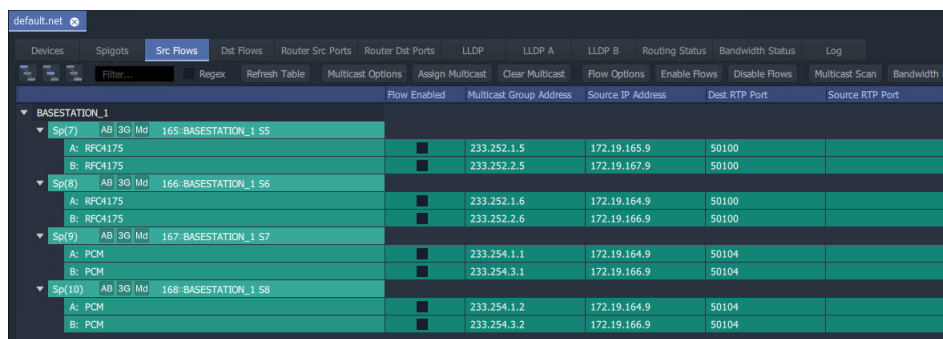 default.net
Devices Spigots Src Flows Dst Flows Router Src Ports Router Dst Ports LLDP LLDP A LLDP B Routing Status Bandwidth Status Log
Filter... Regex Refresh Table Multicast Options Assign Multicast Clear Multicast Flow Options Enable Flows Disable Flows Multicast Scan Bandwidth
Flow Enabled Multicast Group Address Source IP Address Dest RTP Port Source RTP Port
BASESTATION_1
Sp(7) AB 3G Md 165::BASESTATION_1 S5
A: RFC4175 233.252.1.5 172.19.165.9 50100
B: RFC4175 233.252.2.5 172.19.167.9 50100
Sp(8) AB 3G Md 166::BASESTATION_1 S6
A: RFC4175 233.252.1.6 172.19.164.9 50100
B: RFC4175 233.252.2.6 172.19.166.9 50100
Sp(9) AB 3G Md 167::BASESTATION_1 S7
A: PCM 233.254.1.1 172.19.164.9 50104
B: PCM 233.254.3.1 172.19.166.9 50104
Sp(10) AB 3G Md 168::BASESTATION_1 S8
A: PCM 233.254.1.2 172.19.164.9 50104
B: PCM 233.254.3.2 172.19.166.9 50104